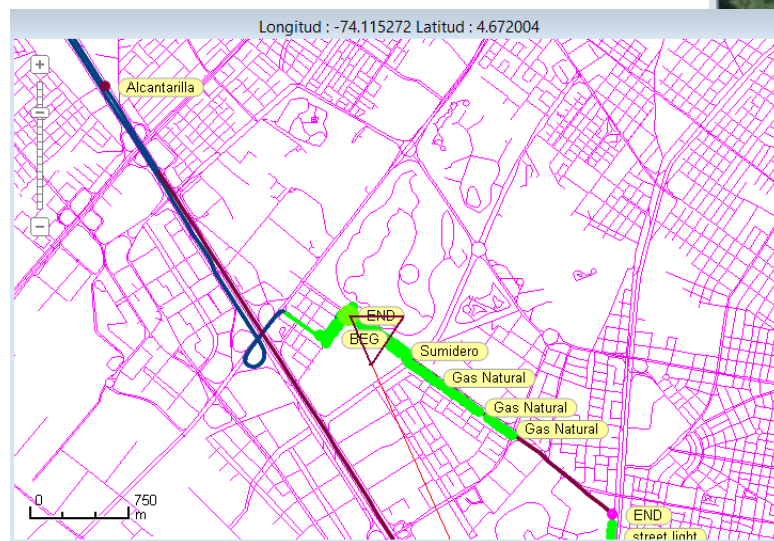 Longitud : -74.115272 Latitud : 4.672004
+
Alcantarilla
−
END
BEG
Sumidero
Gas Natural
Gas Natural
Gas Natural
0 750
m
END
street light